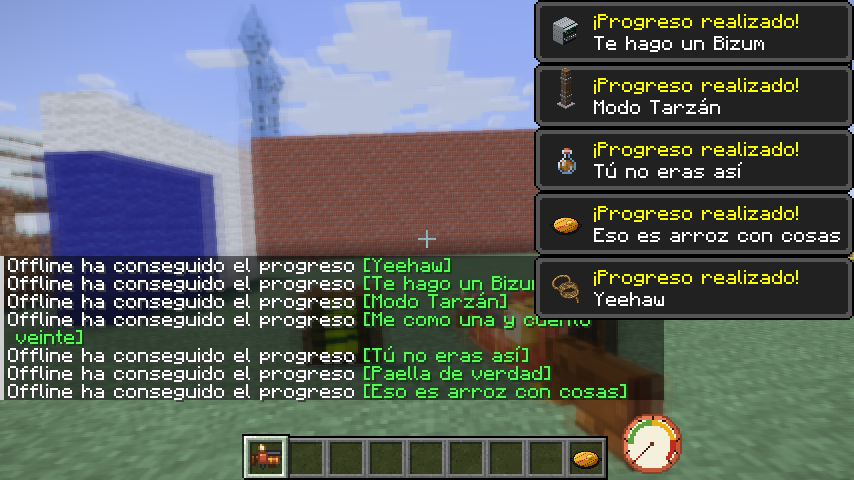 ¡Progreso realizado!
Te hago un Bizum
¡Progreso realizado!
Modo Tarzán
¡Progreso realizado!
Tú no eras así
¡Progreso realizado!
Eso es arroz con cosas
¡Progreso realizado!
Yeehaw
Offline ha conseguido el progreso [Yeehaw]
Offline ha conseguido el progreso [Te hago un Bizum
Offline ha conseguido el progreso [Modo Tarzán]
Offline ha conseguido el progreso [Me como una y cuento
veinte]
Offline ha conseguido el progreso [Tú no eras así]
Offline ha conseguido el progreso [Paella de verdad]
Offline ha conseguido el progreso [Eso es arroz con cosas]